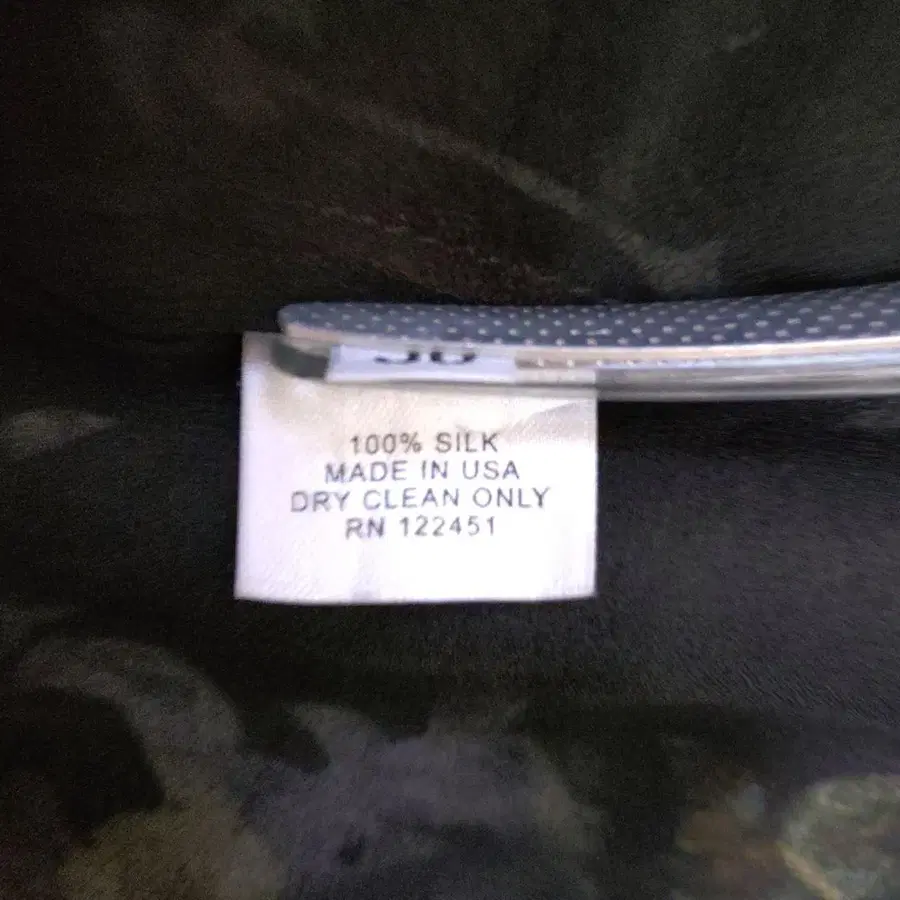 100% SILK
MADE IN USA
DRY CLEAN ONLY
RN 122451